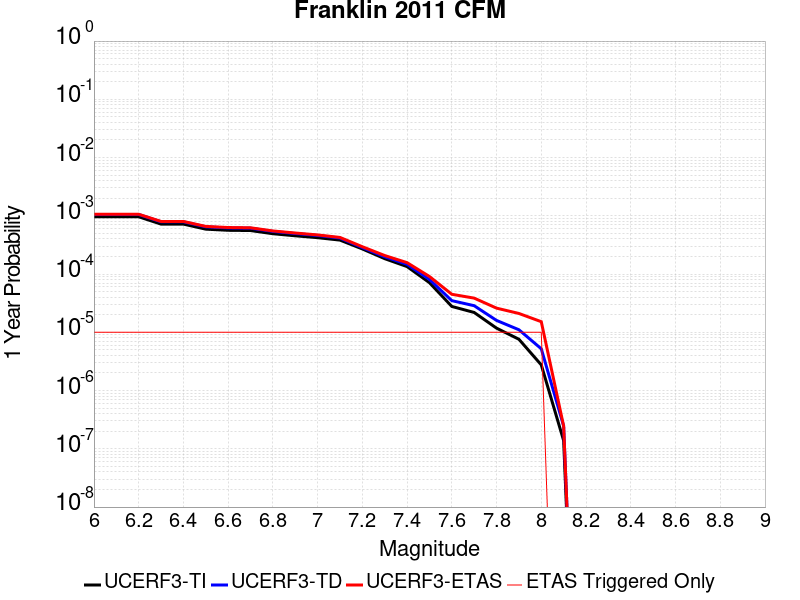 Franklin 2011 CFM
10^0
10^-1
10^-2
10^-3
10^-4
10^-5
10^-6
10^-7
10^-8
1 Year Probability
6 6.2 6.4 6.6 6.8 7 7.2 7.4 7.6 7.8 8 8.2 8.4 8.6 8.8 9
Magnitude
UCERF3-TI UCERF3-TD UCERF3-ETAS ETAS Triggered Only